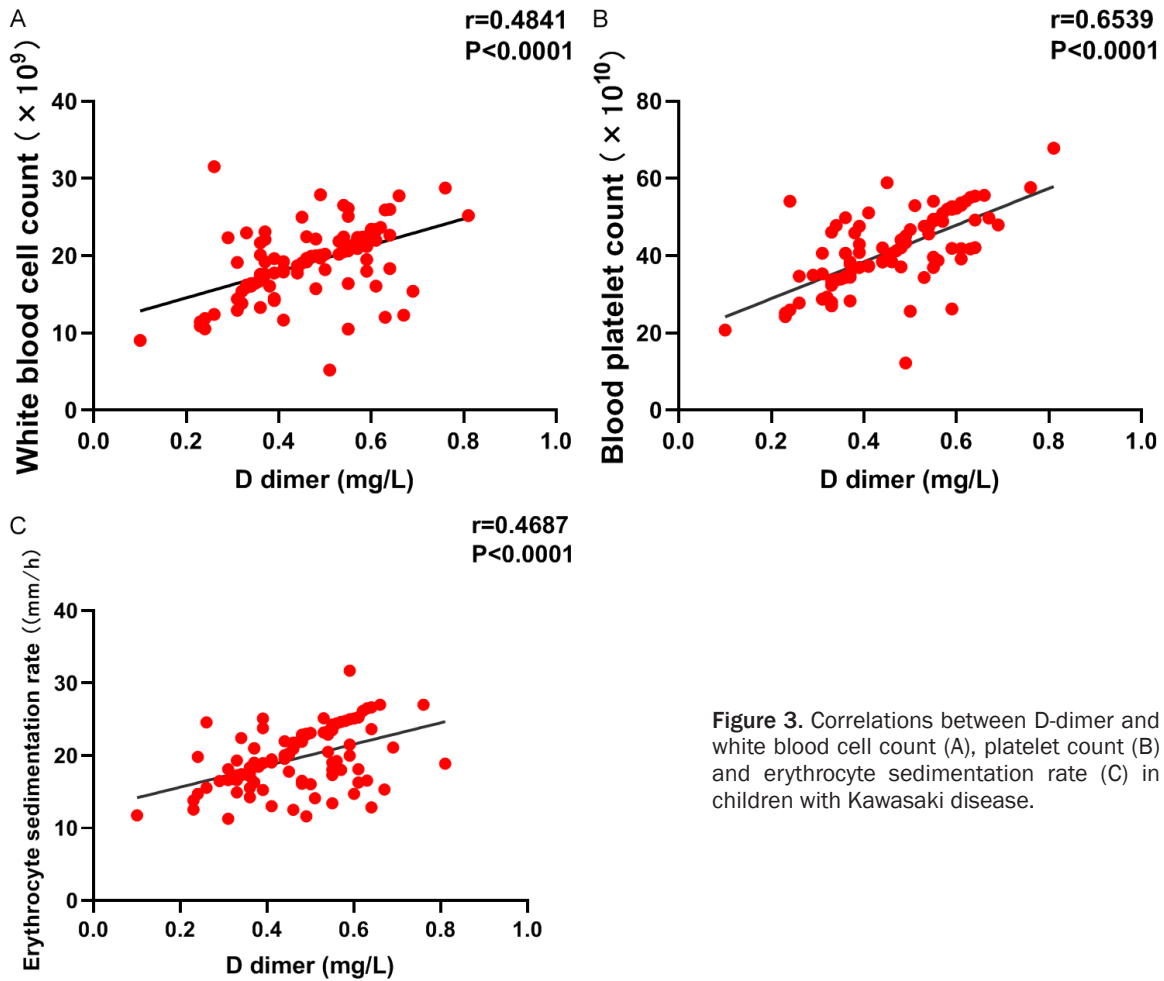 A
r=0.4841
P<0.0001
White blood cell count (×10⁹)
40
30
20
10
0
0.0 0.2 0.4 0.6 0.8 1.0
D dimer (mg/L)
B
r=0.6539
P<0.0001
Blood platelet count (×10¹⁰)
80
60
40
20
0
0.0 0.2 0.4 0.6 0.8 1.0
D dimer (mg/L)
C
r=0.4687
P<0.0001
Erythrocyte sedimentation rate ((mm/h)
40
30
20
10
0
0.0 0.2 0.4 0.6 0.8 1.0
D dimer (mg/L)
Figure 3. Correlations between D-dimer and
white blood cell count (A), platelet count (B)
and erythrocyte sedimentation rate (C) in
children with Kawasaki disease.